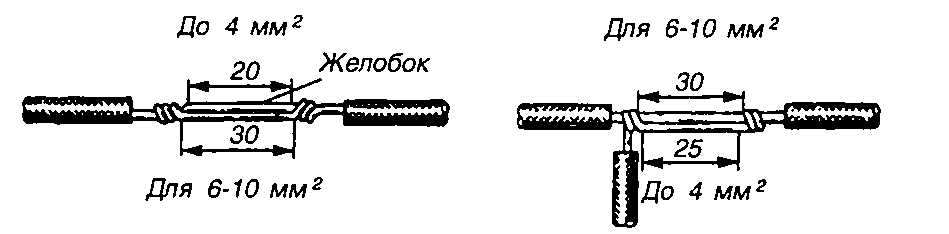 До 4 мм²
20
Желобок
30
Для 6-10 мм²
Для 6-10 мм²
30
25
До 4 мм²